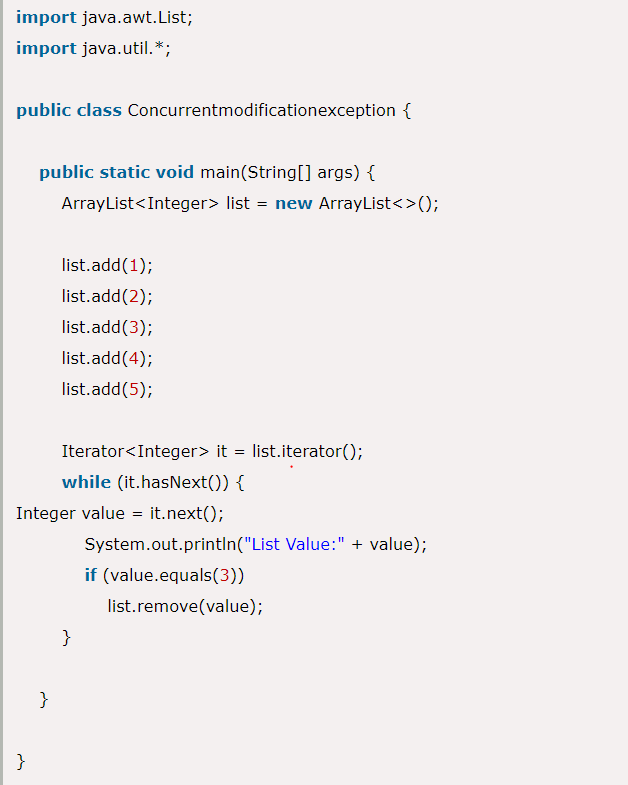 import java.awt.List;
import java.util.*;
public class Concurrentmodificationexception {
public static void main(String[] args) {
ArrayList<Integer> list = new ArrayList<>();
list.add(1);
list.add(2);
list.add(3);
list.add(4);
list.add(5);
Iterator<Integer> it = list.iterator();
while (it.hasNext()) {
Integer value = it.next();
System.out.println("List Value:" + value);
if (value.equals(3))
list.remove(value);
}
}
}